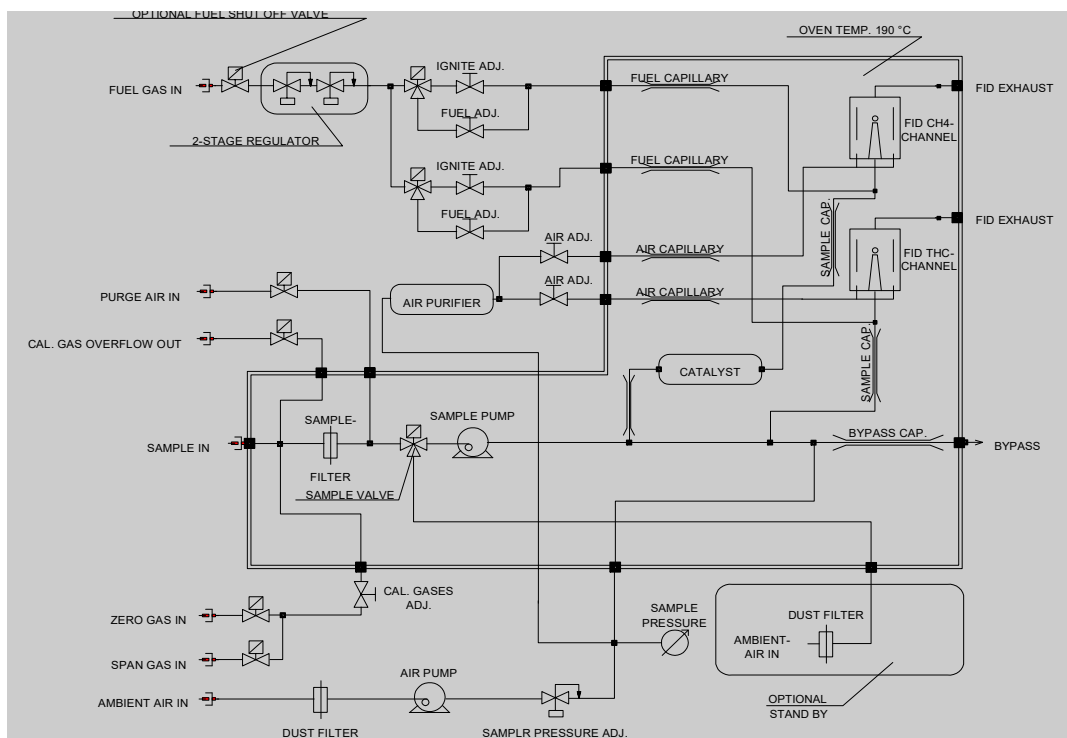 OPTIONAL FUEL SHUT OFF VALVE
OVEN TEMP. 190 °C
IGNITE ADJ.
FUEL CAPILLARY
FUEL GAS IN
FID EXHAUST
FUEL ADJ.
FID CH4-
CHANNEL
2-STAGE REGULATOR
IGNITE ADJ.
FUEL CAPILLARY
FUEL ADJ.
SAMPLE CAP.
FID EXHAUST
AIR ADJ.
AIR CAPILLARY
FID THC-
CHANNEL
AIR ADJ.
AIR CAPILLARY
PURGE AIR IN
AIR PURIFIER
CAL. GAS OVERFLOW OUT
CATALYST
SAMPLE CAP.
SAMPLE-
SAMPLE PUMP
BYPASS CAP.
SAMPLE IN
BYPASS
FILTER
SAMPLE VALVE
CAL. GASES
ADJ.
ZERO GAS IN
SAMPLE
PRESSURE
DUST FILTER
AMBIENT-
AIR IN
SPAN GAS IN
AIR PUMP
AMBIENT AIR IN
OPTIONAL
STAND BY
DUST FILTER
SAMPLR PRESSURE ADJ.